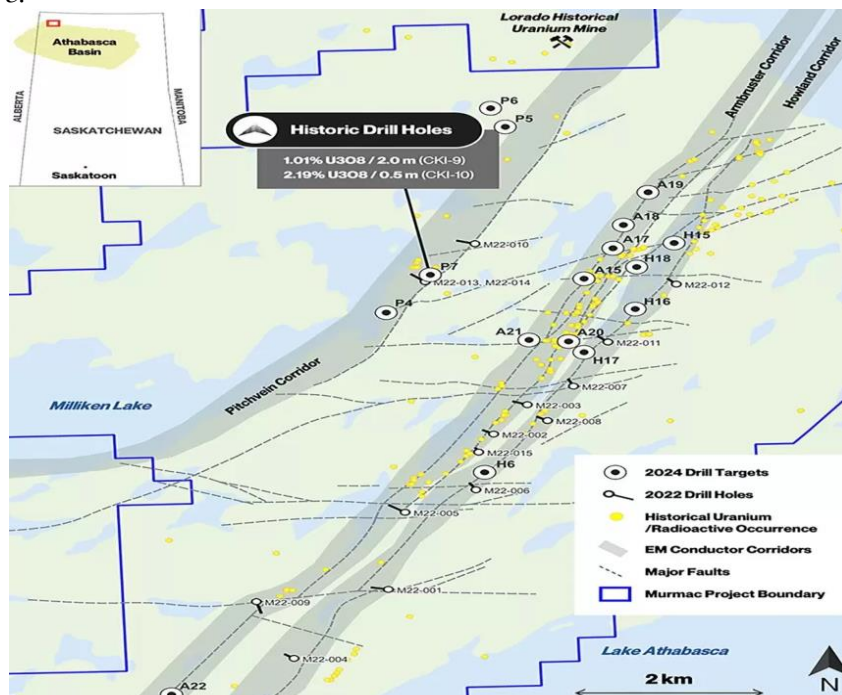 Lorado Historical
Uranium Mine
Athabasca
Basin
ALBERTA
MANITOBA
SASKATCHEWAN
Saskatoon
Armbruster Corridor
Howland Corridor
P6
P5
Historic Drill Holes
1.01% U3O8 / 2.0 m (CKI-9)
2.19% U3O8 / 0.5 m (CKI-10)
A19
A18
A17
H15
M22-010
H18
P7
A15
M22-013, M22-014
M22-012
P4
H16
A21
A20
M22-011
H17
Pitchvein Corridor
M22-007
Milliken Lake
M22-003
M22-008
M22-002
M22-015
H6
M22-006
M22-005
2024 Drill Targets
2022 Drill Holes
Historical Uranium
/Radioactive Occurrence
EM Conductor Corridors
Major Faults
Murmac Project Boundary
M22-001
M22-009
M22-004
Lake Athabasca
2 km
N
A22